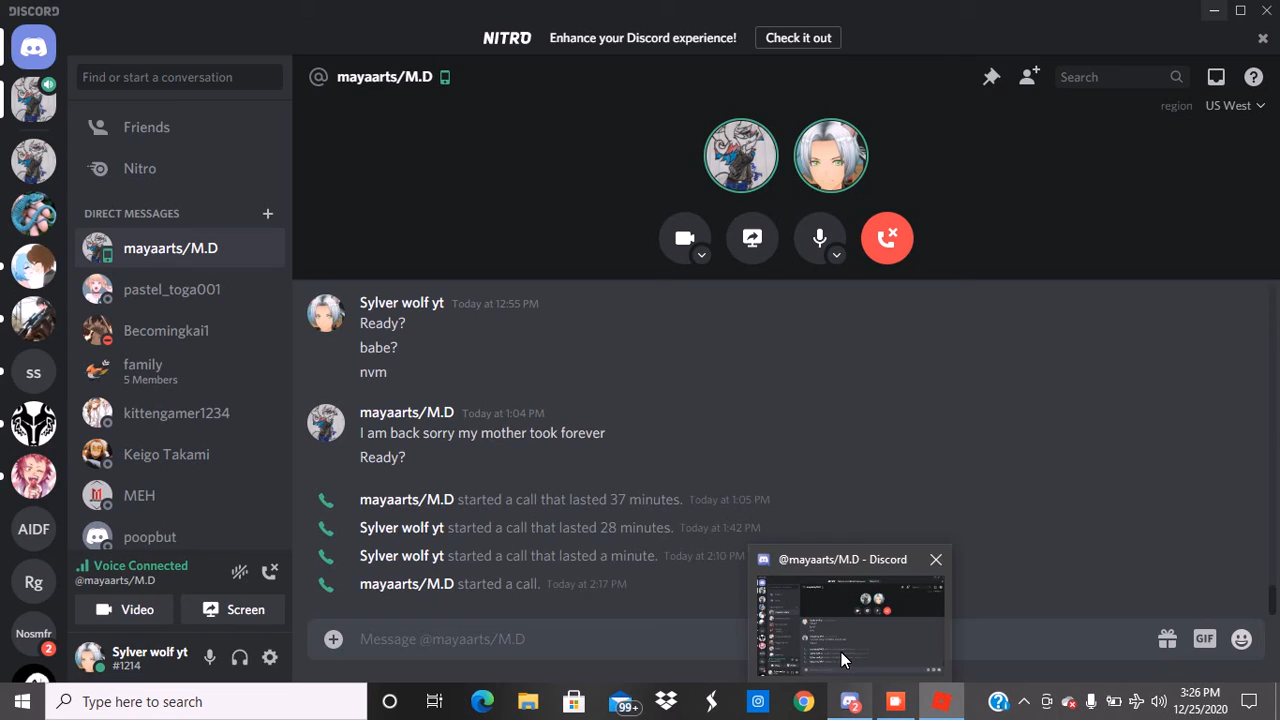 DISCORD
NITRO Enhance your Discord experience! Check it out
Find or start a conversation
@ mayaarts/M.D
Search
region US West
Friends
Nitro
DIRECT MESSAGES
mayaarts/M.D
pastel_toga001
Becomingkai1
family
5 Members
kittengamer1234
Keigo Takami
MEH
poopbut
ss
AIDF
Rg
Nosmfr
2
Voice Connected
@mayaarts/M.D
Video
Screen
Sylver wolf yt
#8274
Sylver wolf yt Today at 12:55 PM
Ready?
babe?
nvm
mayaarts/M.D Today at 1:04 PM
I am back sorry my mother took forever
Ready?
mayaarts/M.D started a call that lasted 37 minutes. Today at 1:05 PM
Sylver wolf yt started a call that lasted 28 minutes. Today at 1:42 PM
Sylver wolf yt started a call that lasted a minute. Today at 2:10 PM
mayaarts/M.D started a call. Today at 2:17 PM
@mayaarts/M.D - Discord
Message @mayaarts/M.D
GIF
Type here to search
99+
2
3:26 PM
12/25/2020